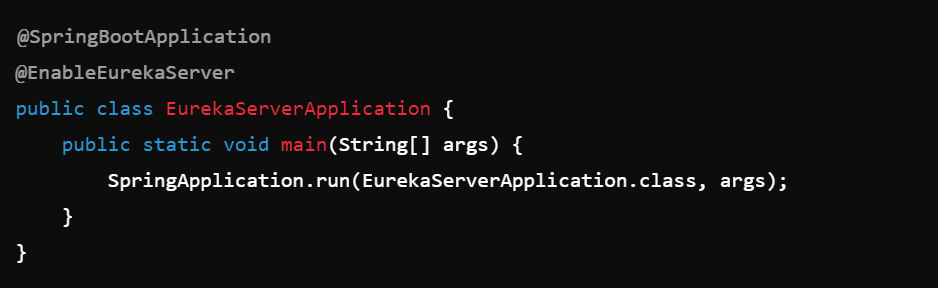 @SpringBootApplication
@EnableEurekaServer
public class EurekaServerApplication {
    public static void main(String[] args) {
        SpringApplication.run(EurekaServerApplication.class, args);
    }
}